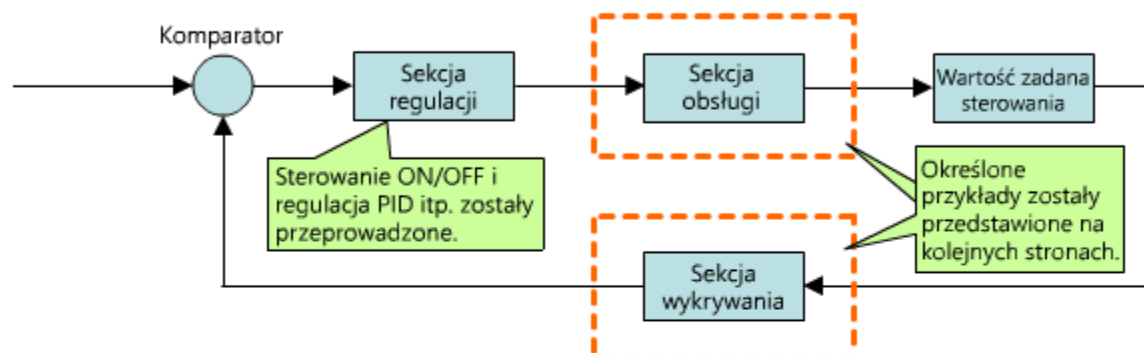 Komparator
Sekcja
regulacji
Sekcja
obsługi
Wartość zadana
sterowania
Sterowanie ON/OFF i
regulacja PID itp. zostały
przeprowadzone.
Określone
przykłady zostały
przedstawione na
kolejnych stronach.
Sekcja
wykrywania